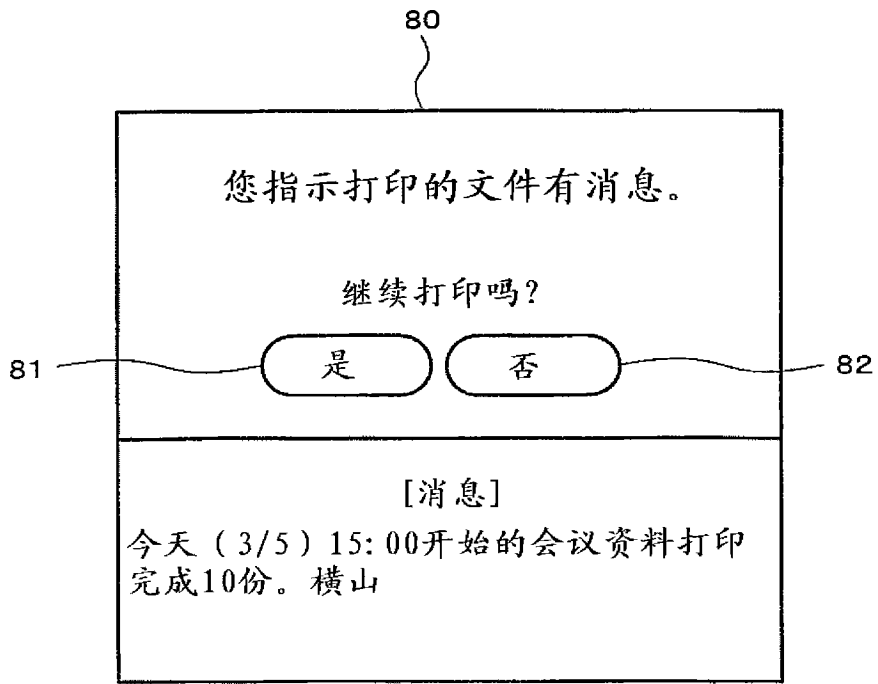 80
您指示打印的文件有消息。
继续打印吗?
81
是
否
82
[消息]
今天(3/5)15:00开始的会议资料打印
完成10份。横山